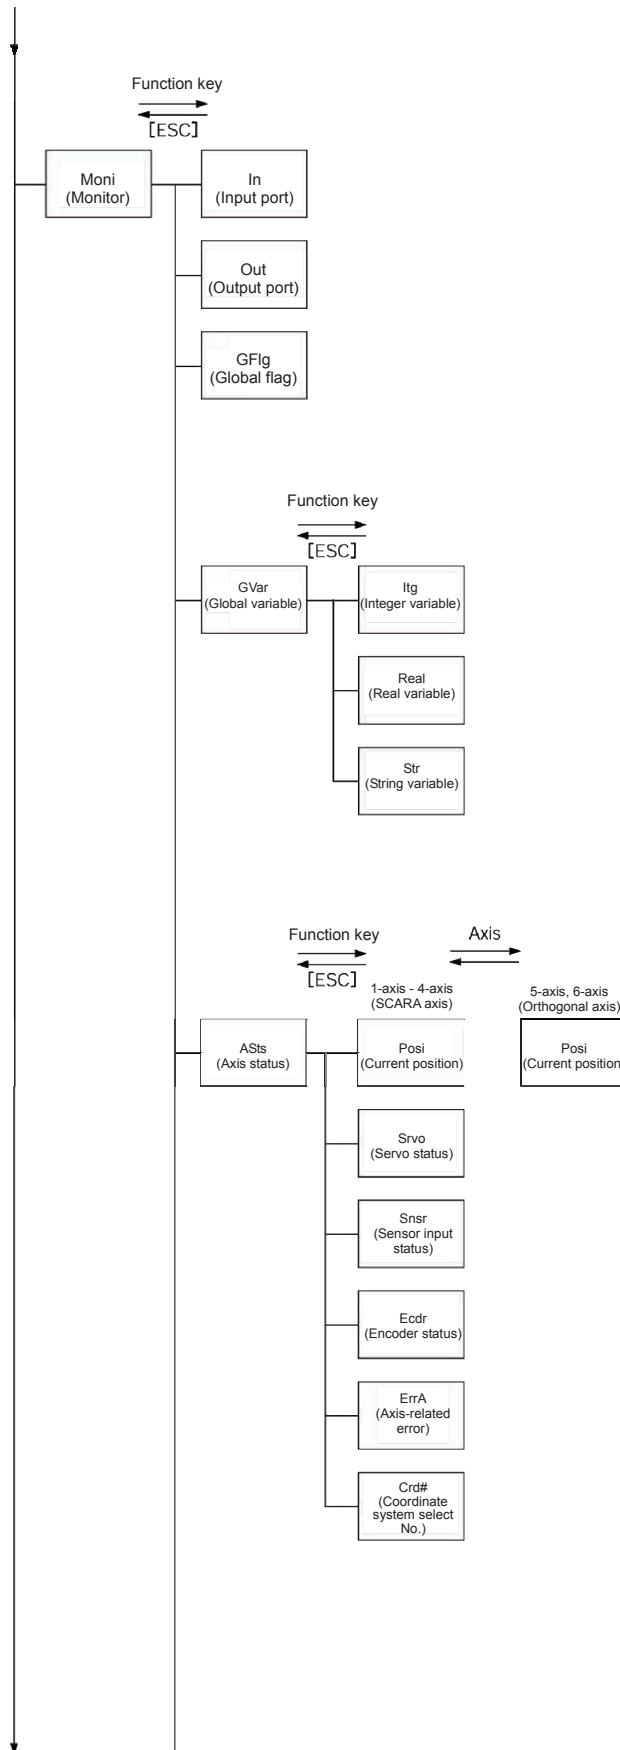 Function key
[ESC]
Moni
(Monitor)
In
(Input port)
Out
(Output port)
GFlg
(Global flag)
Function key
[ESC]
GVar
(Global variable)
Itg
(Integer variable)
Real
(Real variable)
Str
(String variable)
Function key
[ESC]
Axis
1-axis - 4-axis
(SCARA axis)
5-axis, 6-axis
(Orthogonal axis)
ASts
(Axis status)
Posi
(Current position)
Posi
(Current position)
Srvo
(Servo status)
Snsr
(Sensor input
status)
Ecdr
(Encoder status)
ErrA
(Axis-related
error)
Crd#
(Coordinate
system select
No.)